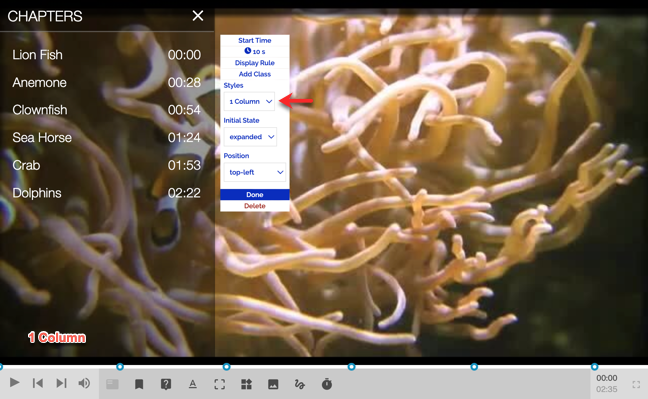 CHAPTERS
Lion Fish 00:00
Anemone 00:28
Clownfish 00:54
Sea Horse 01:24
Crab 01:53
Dolphins 02:22
1 Column
Start Time
10 s
Display Rule
Add Class
Styles
1 Column
Initial State
expanded
Position
top-left
Done
Delete
00:00
02:35